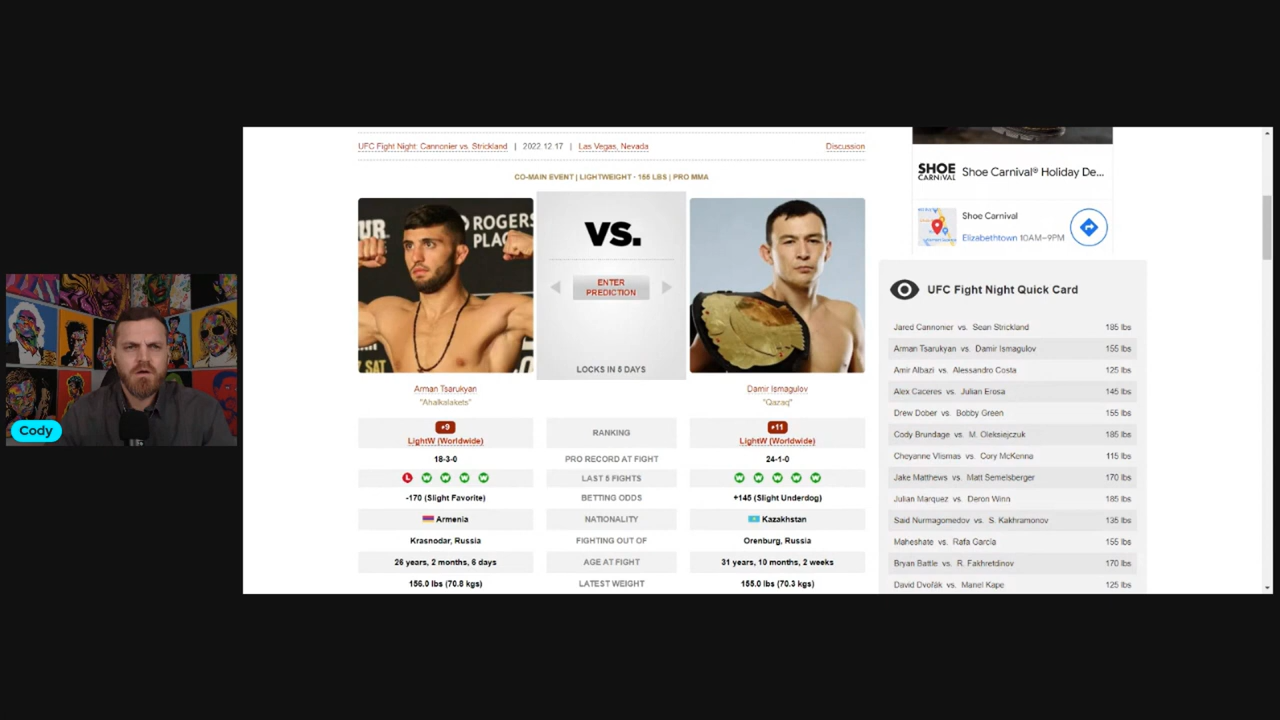 UFC Fight Night: Cannonier vs. Strickland | 2022.12.17 | Las Vegas, Nevada
Discussion
CO-MAIN EVENT | LIGHTWEIGHT · 155 LBS | PRO MMA
ROGERS
PLAC
UR
7 SAT
VS.
ENTER
PREDICTION
LOCKS IN 5 DAYS
Arman Tsarukyan
"Ahalkalakets"
Damir Ismagulov
"Qazaq"
#9
LightW (Worldwide)
RANKING
#11
LightW (Worldwide)
18-3-0
PRO RECORD AT FIGHT
24-1-0
L W W W W
LAST 5 FIGHTS
W W W W W
-170 (Slight Favorite)
BETTING ODDS
+145 (Slight Underdog)
Armenia
NATIONALITY
Kazakhstan
Krasnodar, Russia
FIGHTING OUT OF
Orenburg, Russia
26 years, 2 months, 6 days
AGE AT FIGHT
31 years, 10 months, 2 weeks
156.0 lbs (70.8 kgs)
LATEST WEIGHT
155.0 lbs (70.3 kgs)
SHOE
CARNIVAL
Shoe Carnival® Holiday De...
Shoe Carnival
Elizabethtown 10AM–9PM
UFC Fight Night Quick Card
Jared Cannonier vs. Sean Strickland 185 lbs
Arman Tsarukyan vs. Damir Ismagulov 155 lbs
Amir Albazi vs. Alessandro Costa 125 lbs
Alex Caceres vs. Julian Erosa 145 lbs
Drew Dober vs. Bobby Green 155 lbs
Cody Brundage vs. M. Oleksiejczuk 185 lbs
Cheyanne Vlismas vs. Cory McKenna 115 lbs
Jake Matthews vs. Matt Semelsberger 170 lbs
Julian Marquez vs. Deron Winn 185 lbs
Said Nurmagomedov vs. S. Kakhramonov 135 lbs
Maheshate vs. Rafa García 155 lbs
Bryan Battle vs. R. Fakhretdinov 170 lbs
David Dvořák vs. Manel Kape 125 lbs
Cody